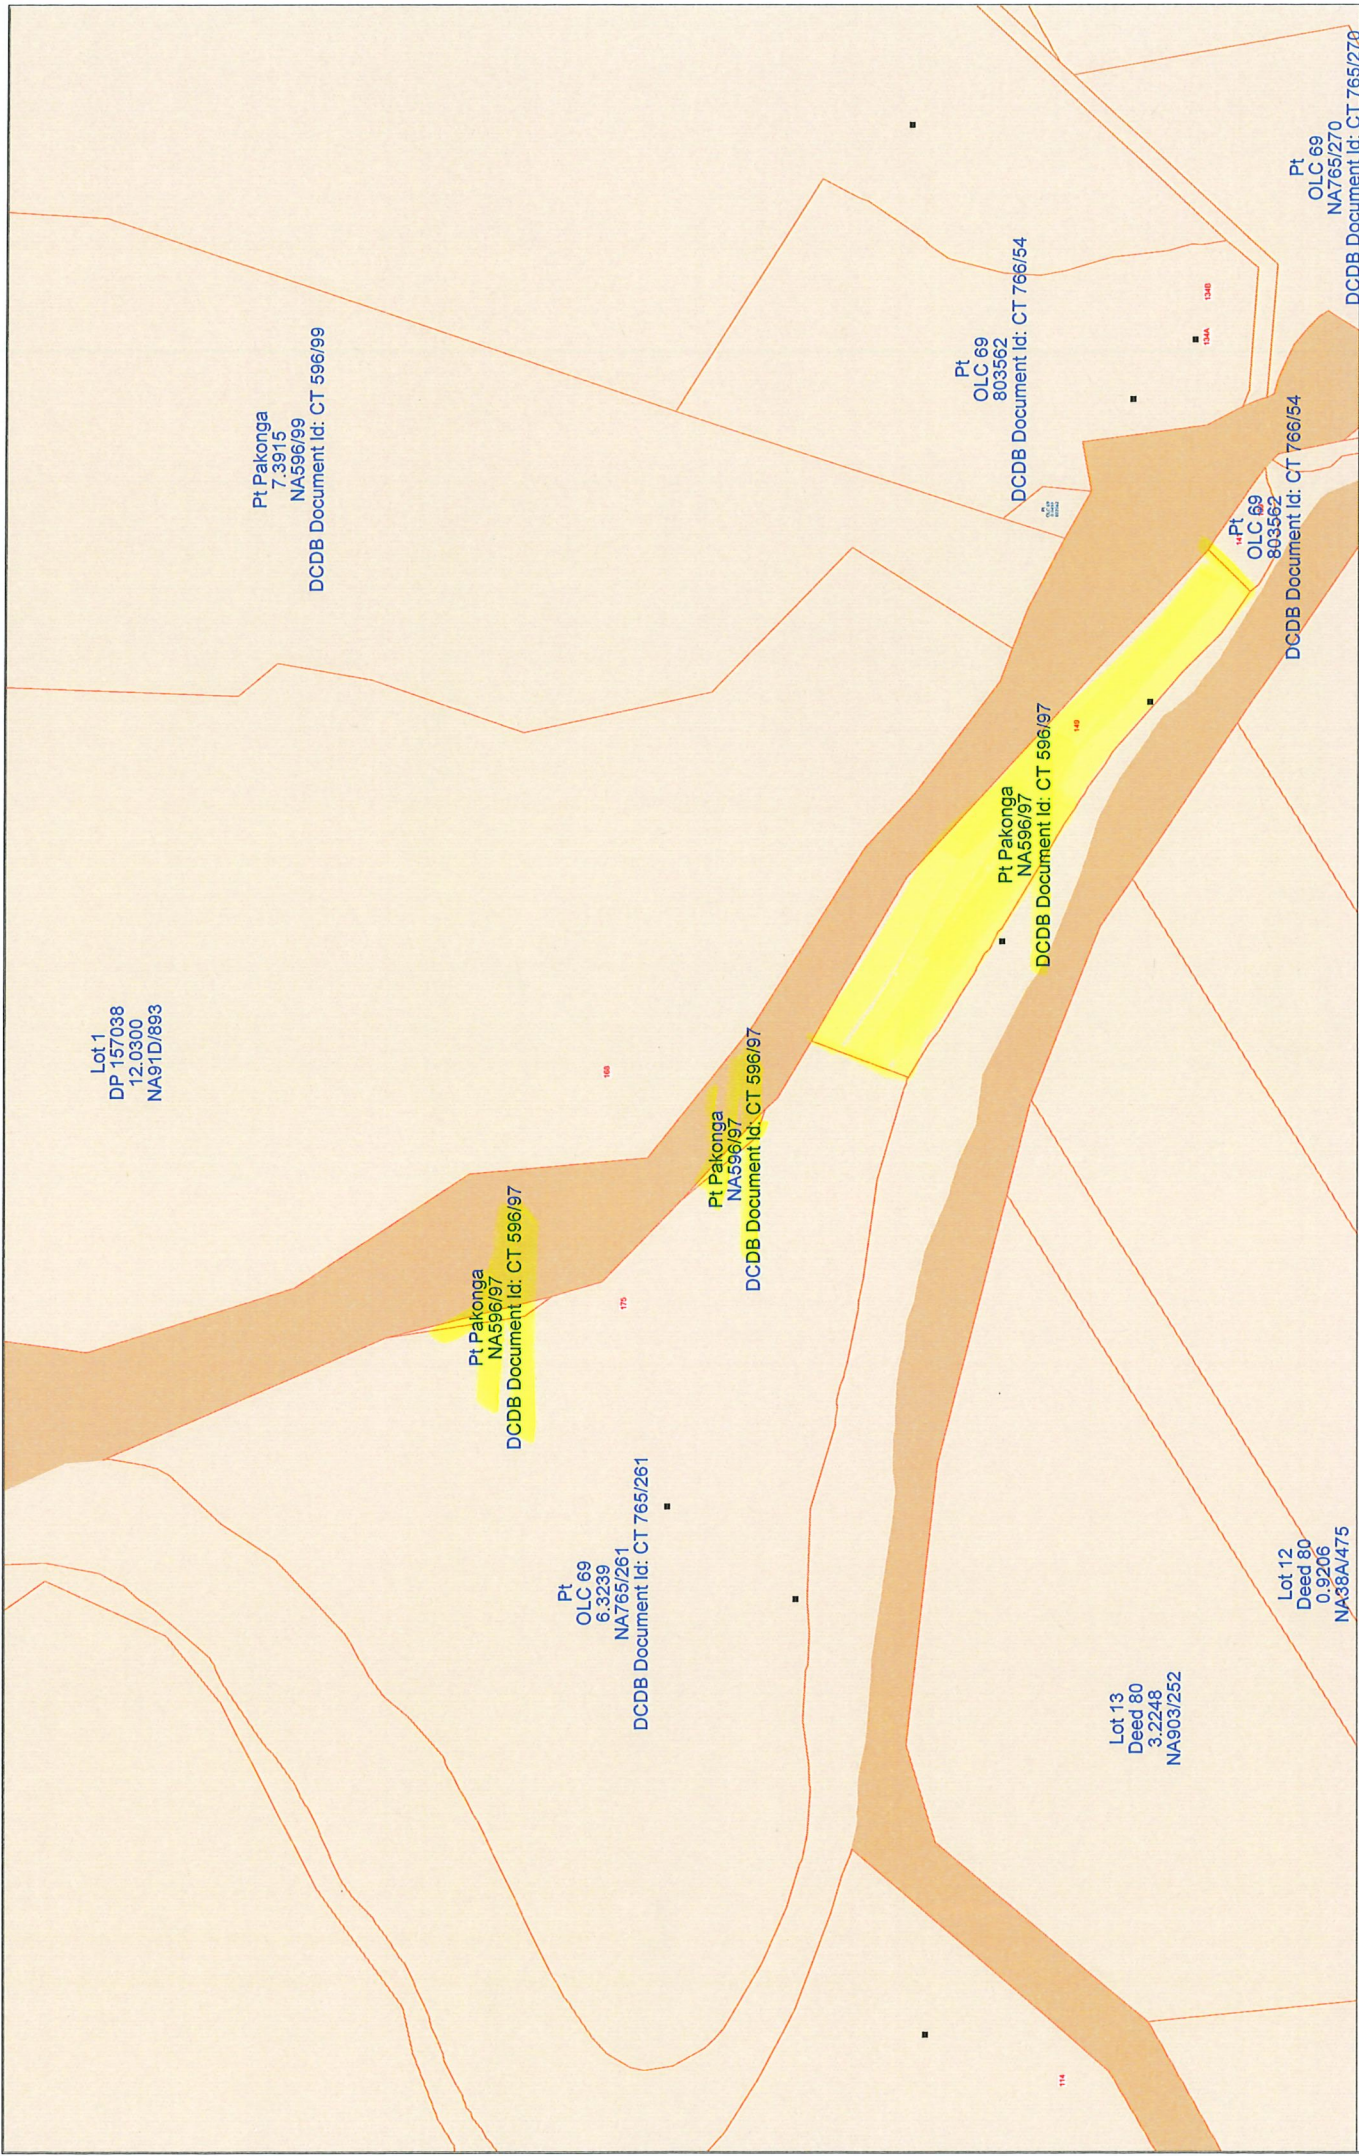 Lot 1
DP 157038
12.0300
NA91D/893
Pt Pakonga
7.3915
NA596/99
DCDB Document Id: CT 596/99
Pt Pakonga
NA596/97
DCDB Document Id: CT 596/97
168
175
Pt Pakonga
NA596/97
DCDB Document Id: CT 596/97
Pt
OLC 69
6.3239
NA765/261
DCDB Document Id: CT 765/261
Pt
OLC 69
803562
DCDB Document Id: CT 766/54
Pt Pakonga
NA596/97
DCDB Document Id: CT 596/97
149
134A
134B
Pt
OLC 69
803562
DCDB Document Id: CT 766/54
Pt
OLC 69
NA765/270
DCDB Document Id: CT 765/270
114
Lot 13
Deed 80
3.2248
NA903/252
Lot 12
Deed 80
0.9206
NA38A/475